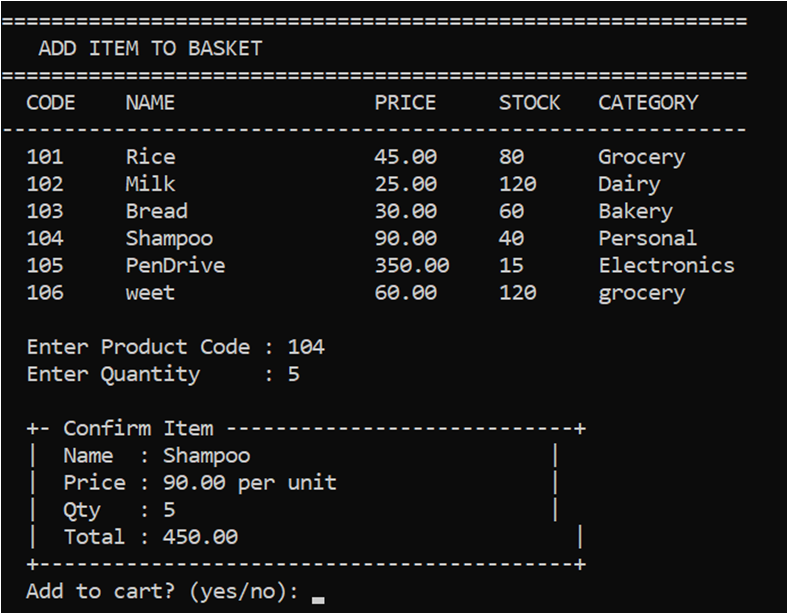 ============================================================
   ADD ITEM TO BASKET
============================================================
  CODE    NAME                PRICE     STOCK   CATEGORY
------------------------------------------------------------
  101     Rice                45.00     80      Grocery
  102     Milk                25.00     120     Dairy
  103     Bread               30.00     60      Bakery
  104     Shampoo             90.00     40      Personal
  105     PenDrive            350.00    15      Electronics
  106     weet                60.00     120     grocery

  Enter Product Code : 104
  Enter Quantity     : 5

  +- Confirm Item ----------------------------+
  |  Name  : Shampoo                        |
  |  Price : 90.00 per unit                 |
  |  Qty   : 5                              |
  |  Total : 450.00                           |
  +-------------------------------------------+
  Add to cart? (yes/no): _